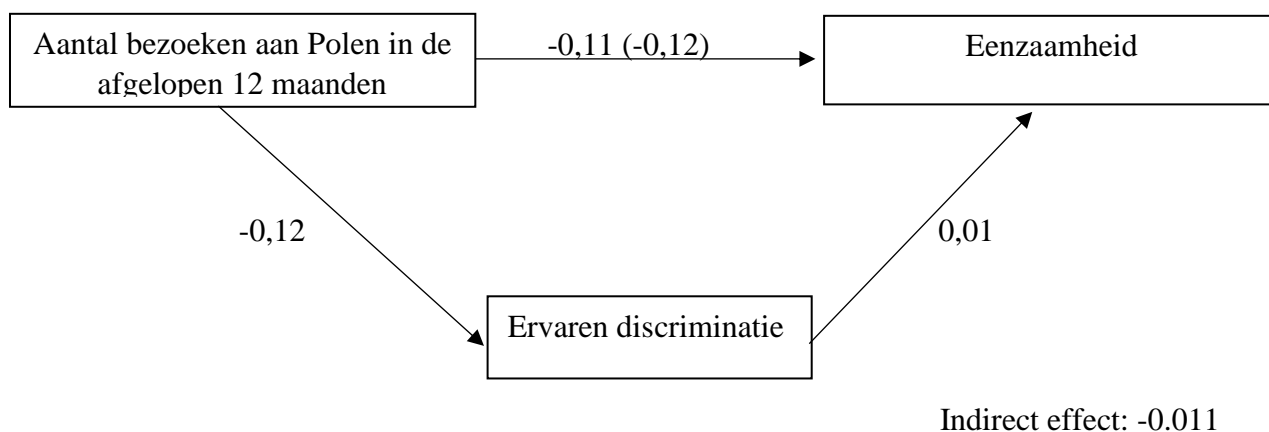 Aantal bezoeken aan Polen in de
afgelopen 12 maanden
-0,11 (-0,12)
Eenzaamheid
-0,12
0,01
Ervaren discriminatie
Indirect effect: -0.011